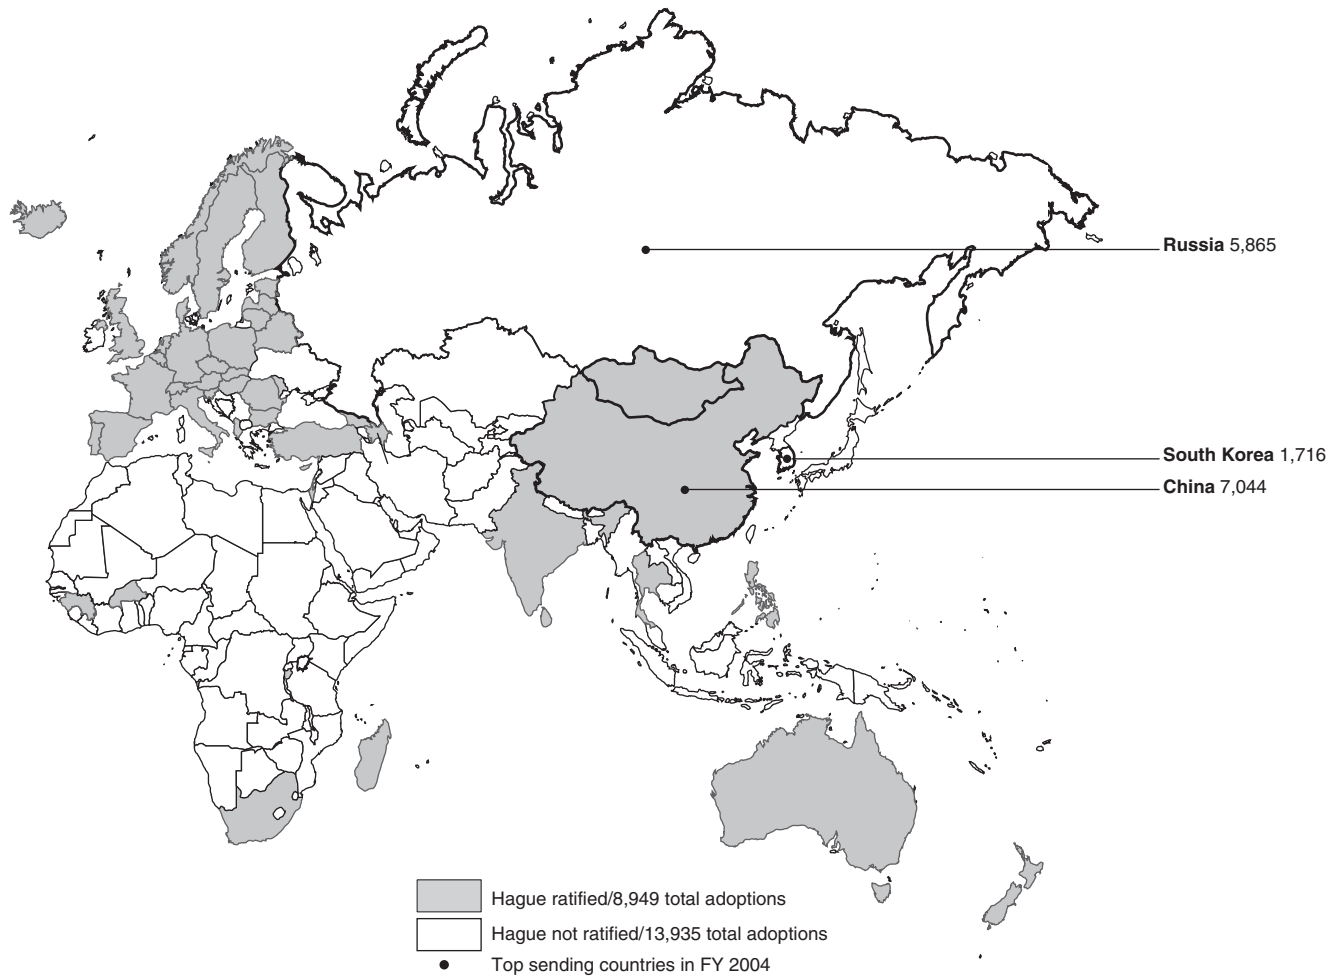 Russia 5,865
South Korea 1,716
China 7,044
Hague ratified/8,949 total adoptions
Hague not ratified/13,935 total adoptions
Top sending countries in FY 2004